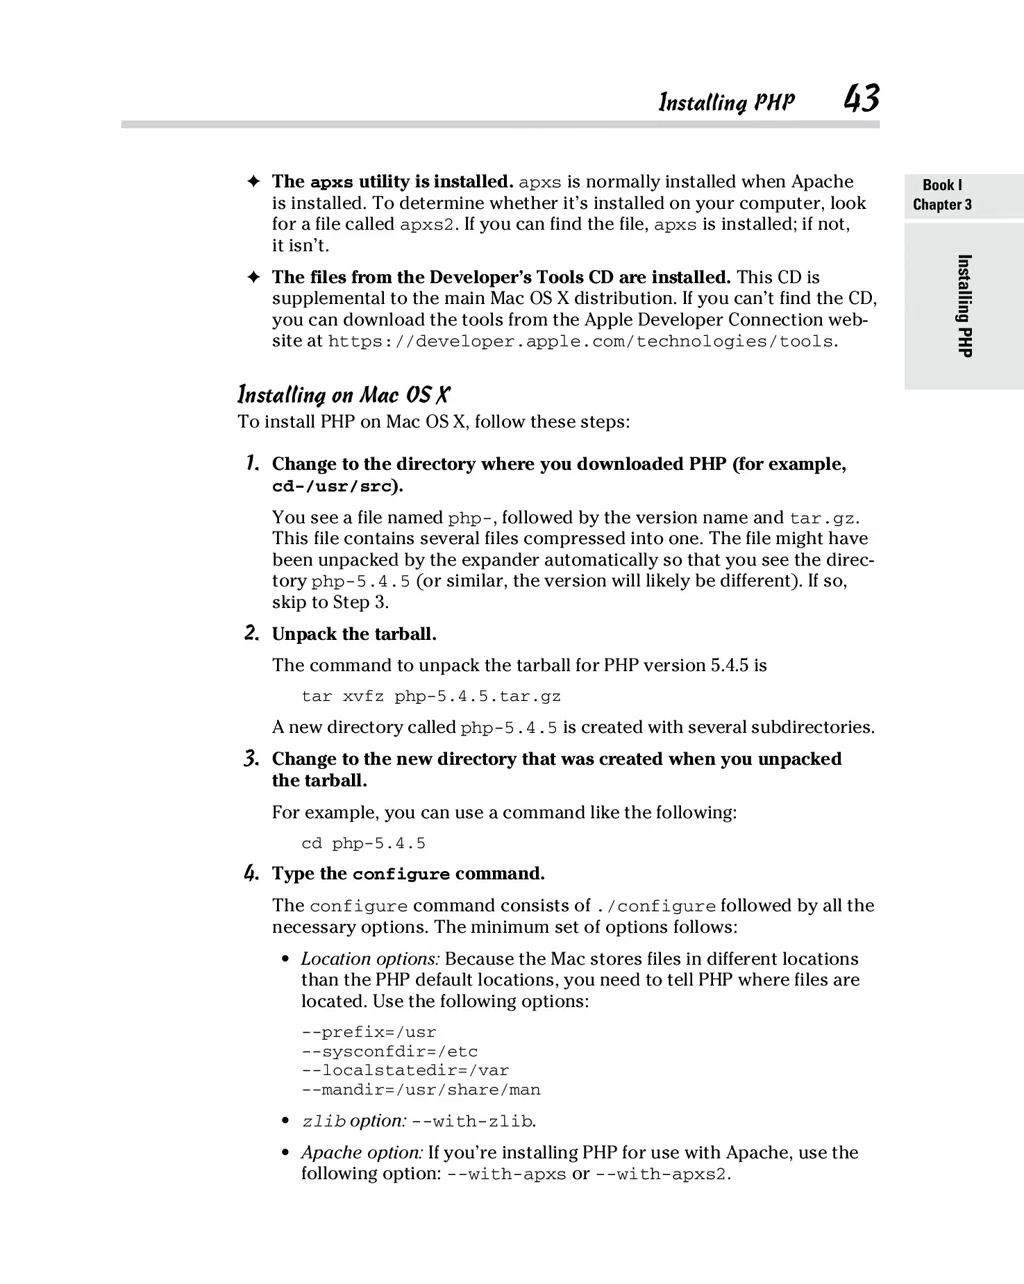 Installing PHP 43
✦ The apxs utility is installed. apxs is normally installed when Apache
is installed. To determine whether it's installed on your computer, look
for a file called apxs2. If you can find the file, apxs is installed; if not,
it isn't.
✦ The files from the Developer's Tools CD are installed. This CD is
supplemental to the main Mac OS X distribution. If you can't find the CD,
you can download the tools from the Apple Developer Connection web-
site at https://developer.apple.com/technologies/tools.
Book I
Chapter 3
Installing PHP
Installing on Mac OS X
To install PHP on Mac OS X, follow these steps:
1. Change to the directory where you downloaded PHP (for example,
cd-/usr/src).
You see a file named php-, followed by the version name and tar.gz.
This file contains several files compressed into one. The file might have
been unpacked by the expander automatically so that you see the direc-
tory php-5.4.5 (or similar, the version will likely be different). If so,
skip to Step 3.
2. Unpack the tarball.
The command to unpack the tarball for PHP version 5.4.5 is
tar xvfz php-5.4.5.tar.gz
A new directory called php-5.4.5 is created with several subdirectories.
3. Change to the new directory that was created when you unpacked
the tarball.
For example, you can use a command like the following:
cd php-5.4.5
4. Type the configure command.
The configure command consists of ./configure followed by all the
necessary options. The minimum set of options follows:
• Location options: Because the Mac stores files in different locations
than the PHP default locations, you need to tell PHP where files are
located. Use the following options:
--prefix=/usr
--sysconfdir=/etc
--localstatedir=/var
--mandir=/usr/share/man
• zlib option: --with-zlib.
• Apache option: If you're installing PHP for use with Apache, use the
following option: --with-apxs or --with-apxs2.